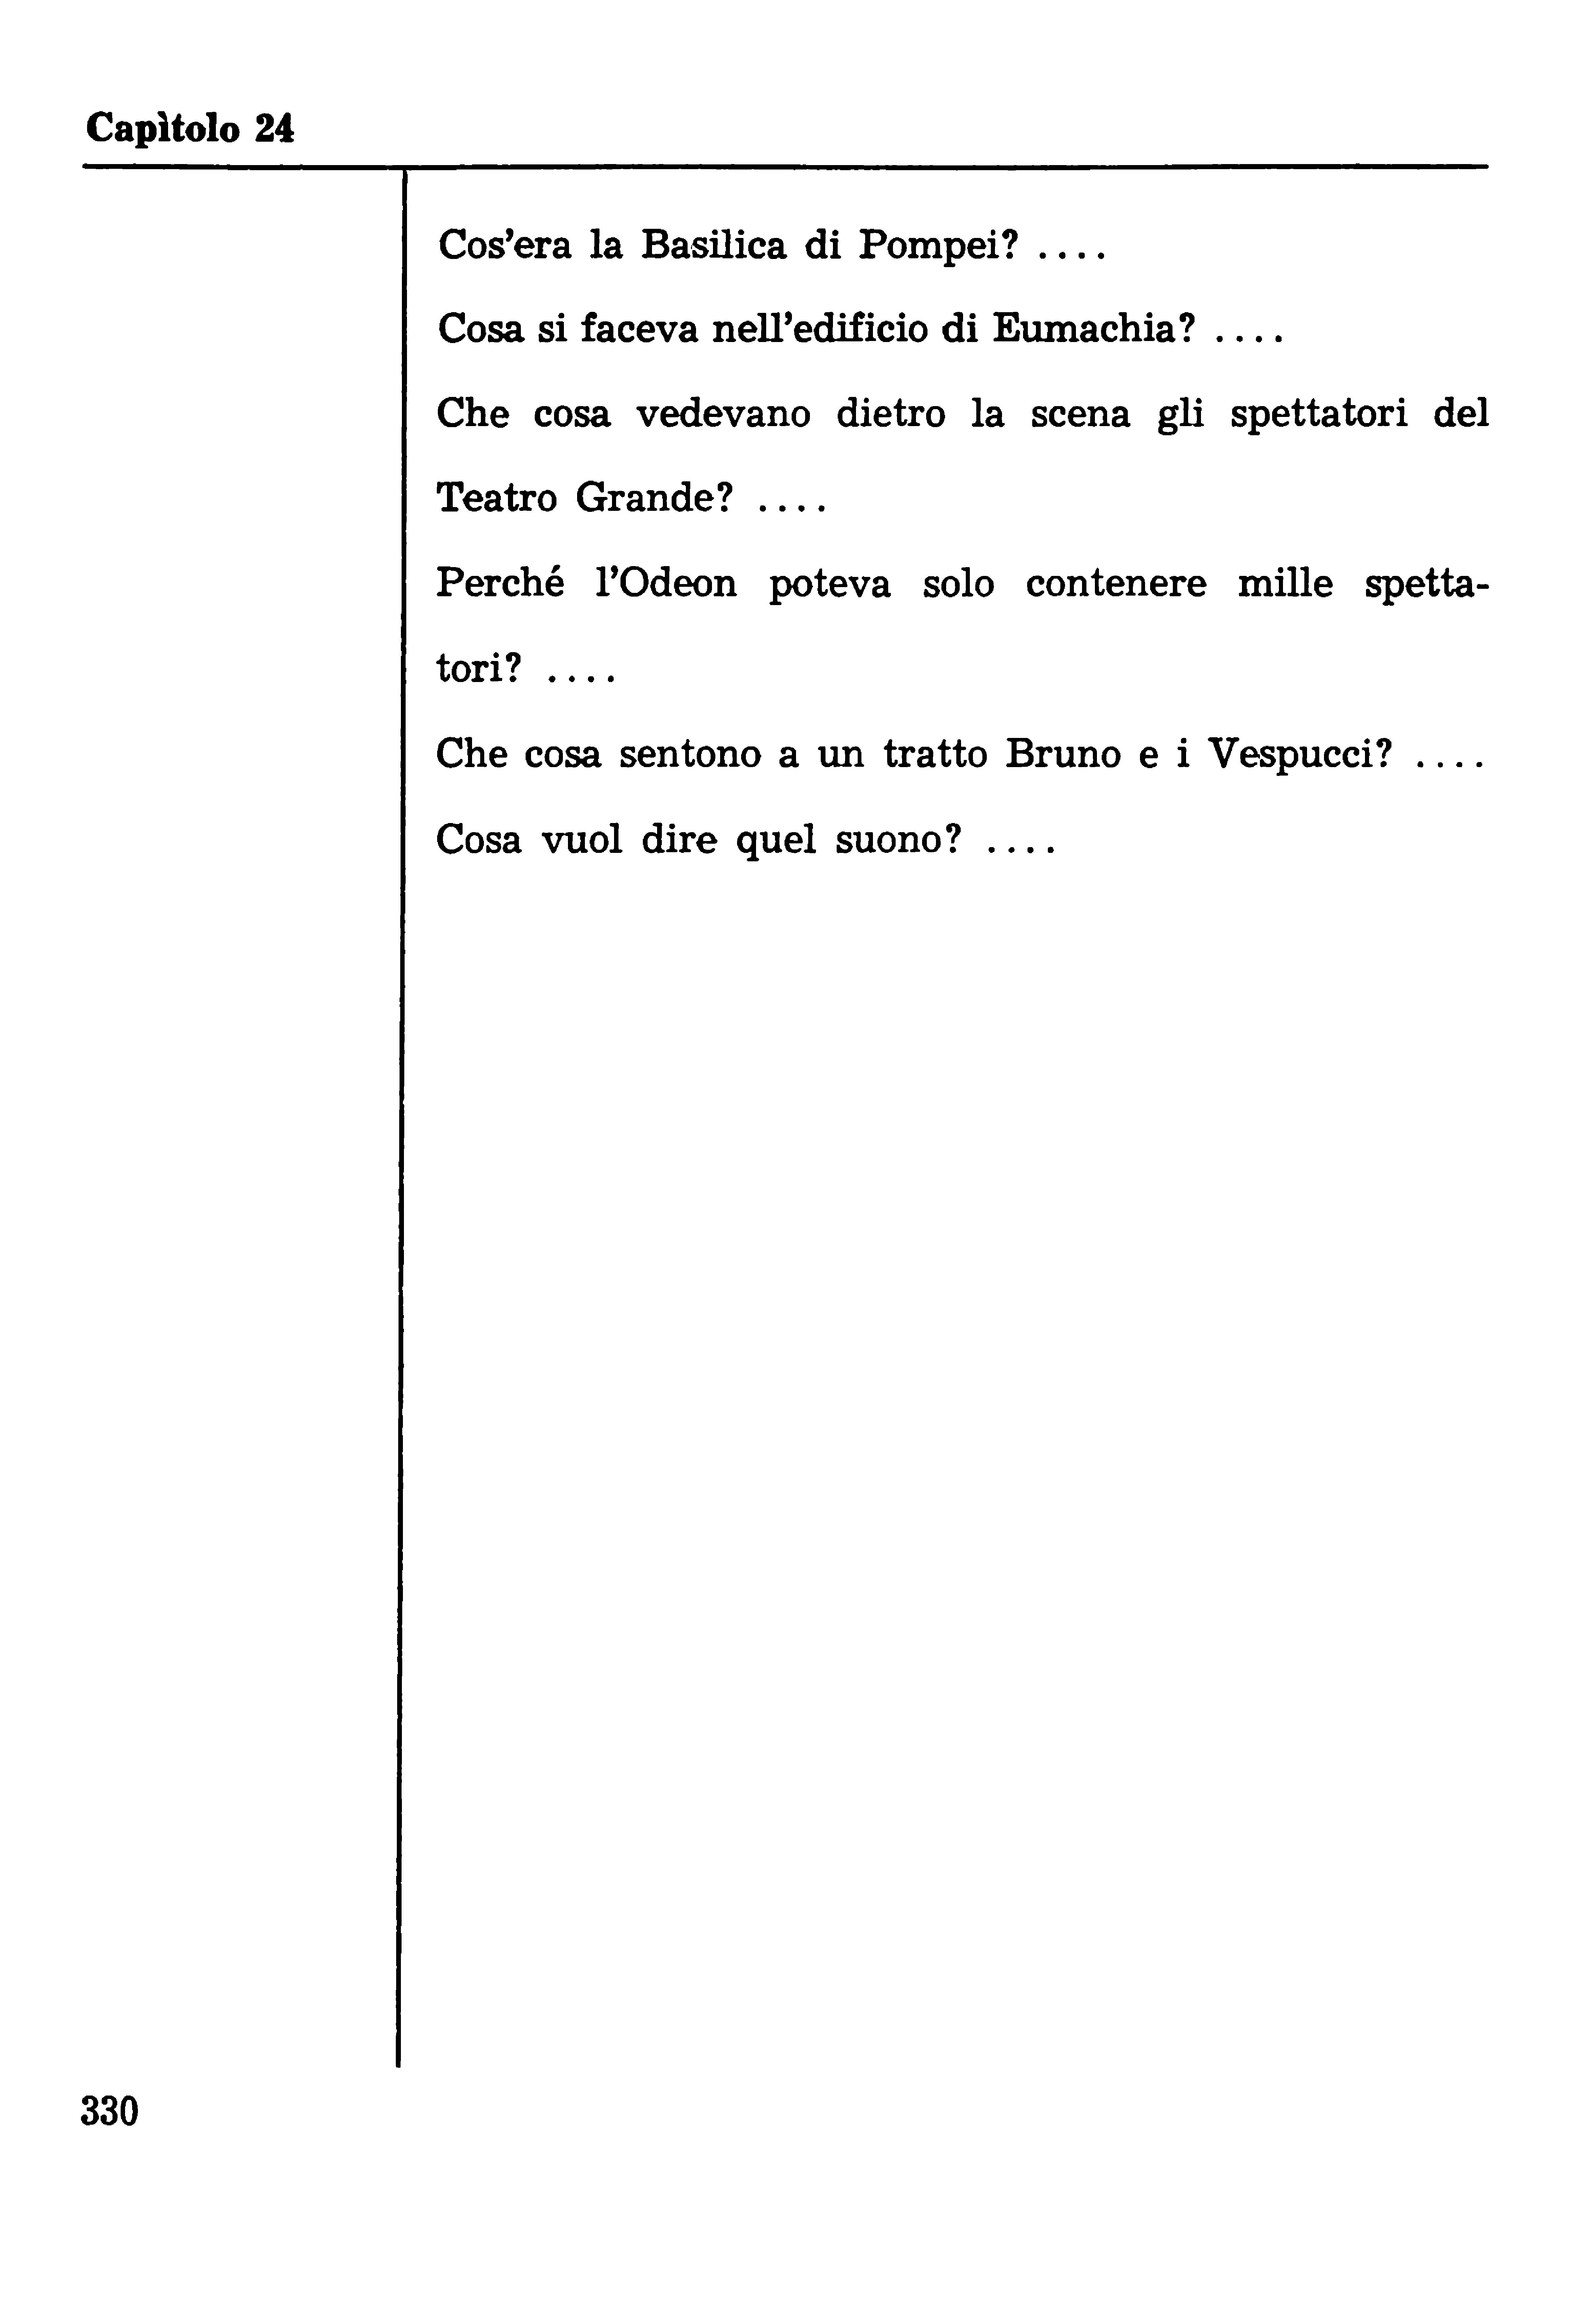 Capìtolo 24
Cos’era la Basilica di Pompei? ....
Cosa si faceva nell’edificio di Eumachia? ....
Che cosa vedevano dietro la scena gli spettatori del
Teatro Grande? ....
Perché l’Odeon poteva solo contenere mille spetta-
tori? ....
Che cosa sentono a un tratto Bruno e i Vespucci? ....
Cosa vuol dire quel suono? ....
330